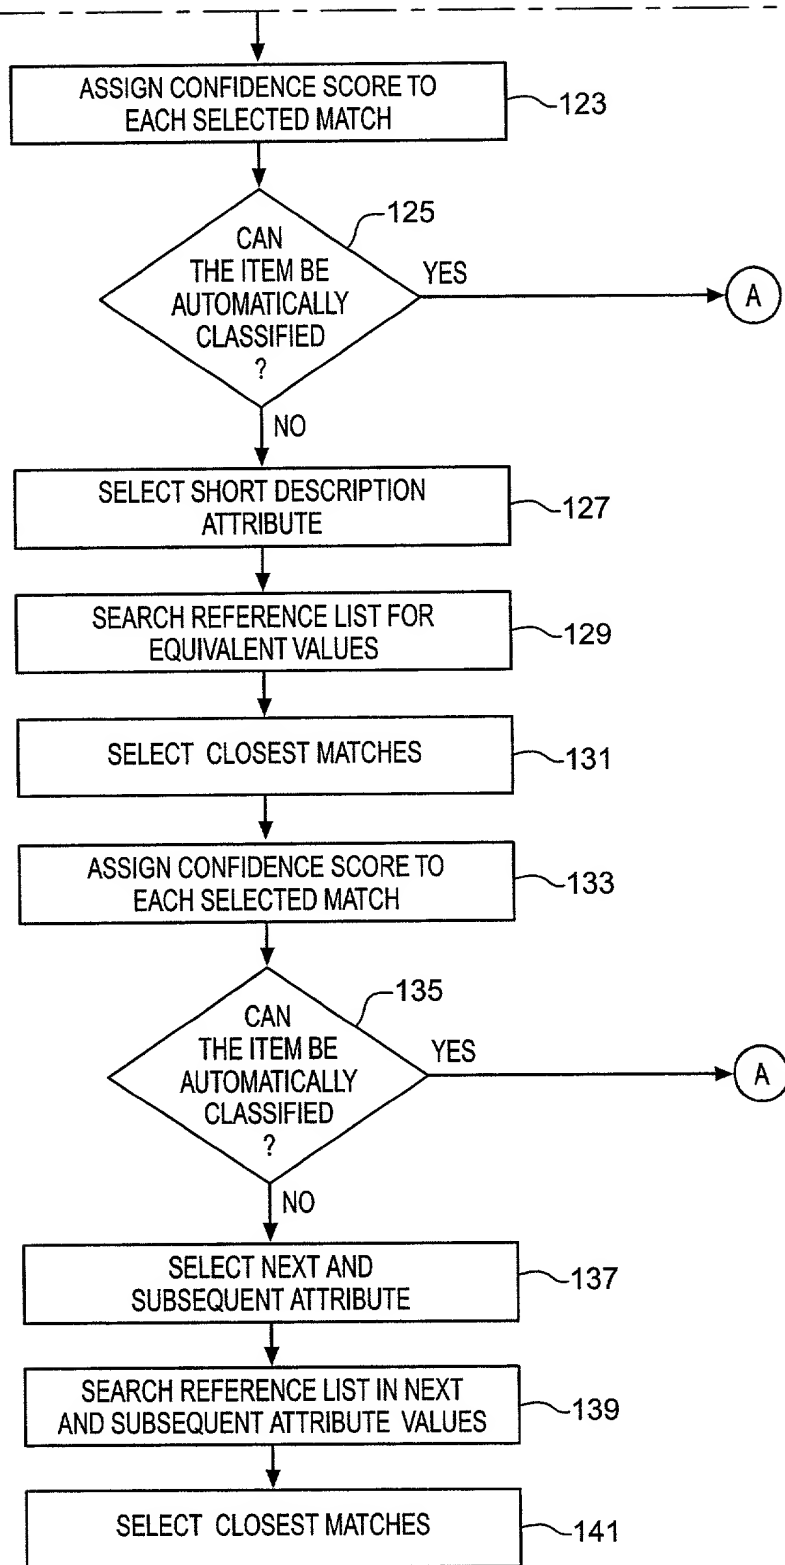 ASSIGN CONFIDENCE SCORE TO
EACH SELECTED MATCH
123
125
CAN
THE ITEM BE
AUTOMATICALLY
CLASSIFIED
?
YES
A
NO
SELECT SHORT DESCRIPTION
ATTRIBUTE
127
SEARCH REFERENCE LIST FOR
EQUIVALENT VALUES
129
SELECT CLOSEST MATCHES
131
ASSIGN CONFIDENCE SCORE TO
EACH SELECTED MATCH
133
135
CAN
THE ITEM BE
AUTOMATICALLY
CLASSIFIED
?
YES
A
NO
SELECT NEXT AND
SUBSEQUENT ATTRIBUTE
137
SEARCH REFERENCE LIST IN NEXT
AND SUBSEQUENT ATTRIBUTE VALUES
139
SELECT CLOSEST MATCHES
141